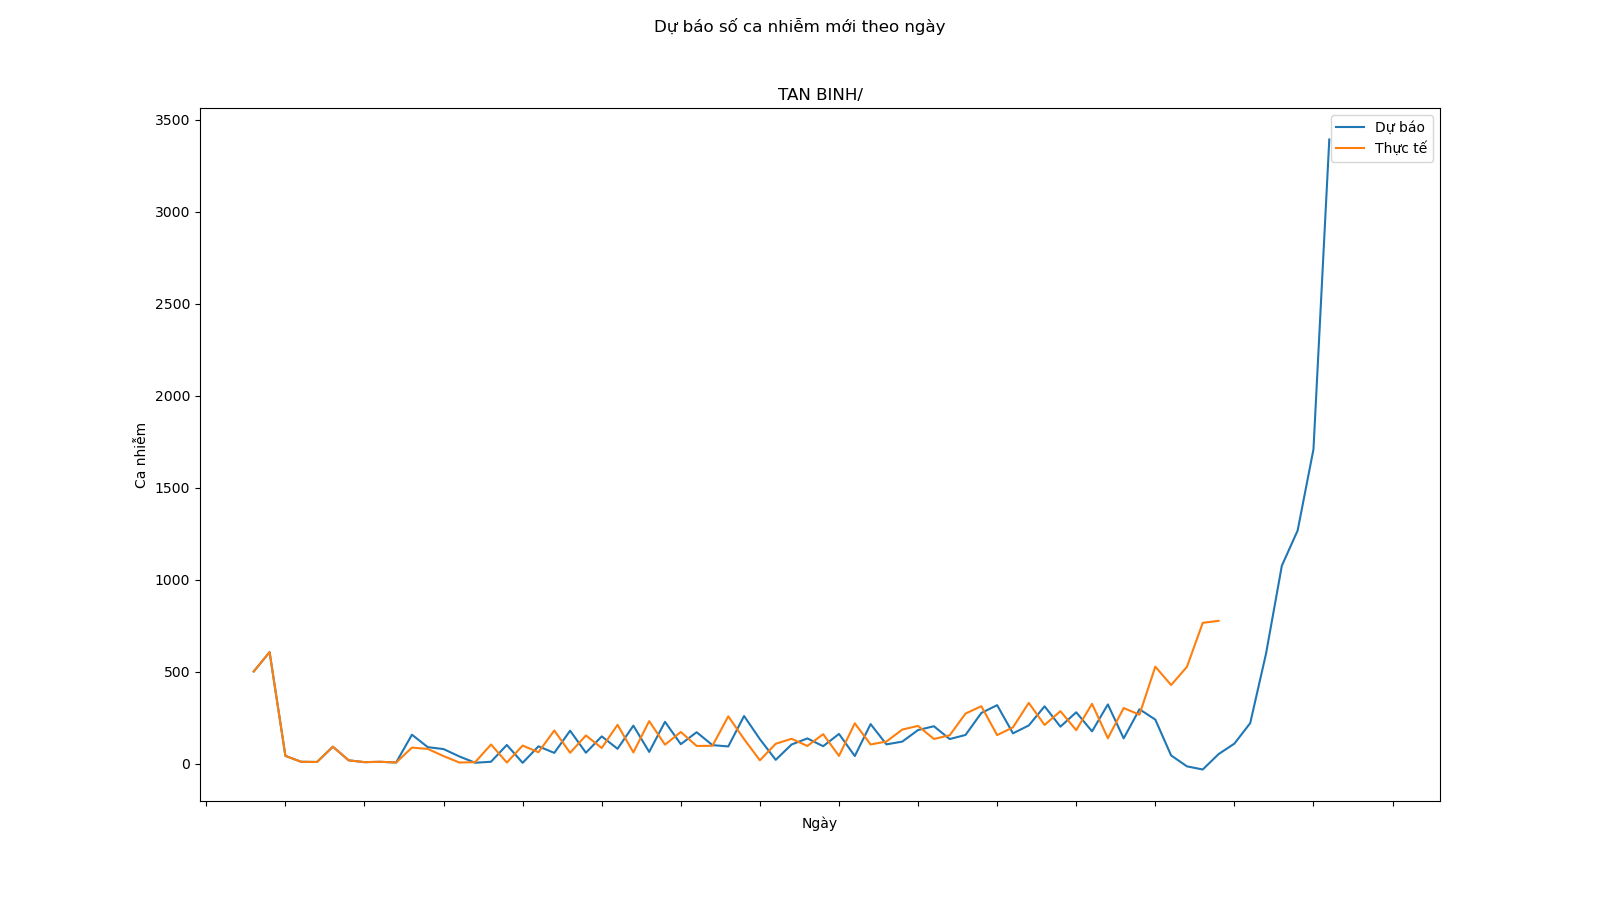 Dự báo số ca nhiễm mới theo ngày
TAN BINH/
Dự báo
Thực tế
3500
3000
2500
2000
1500
1000
500
0
Ca nhiễm
Ngày